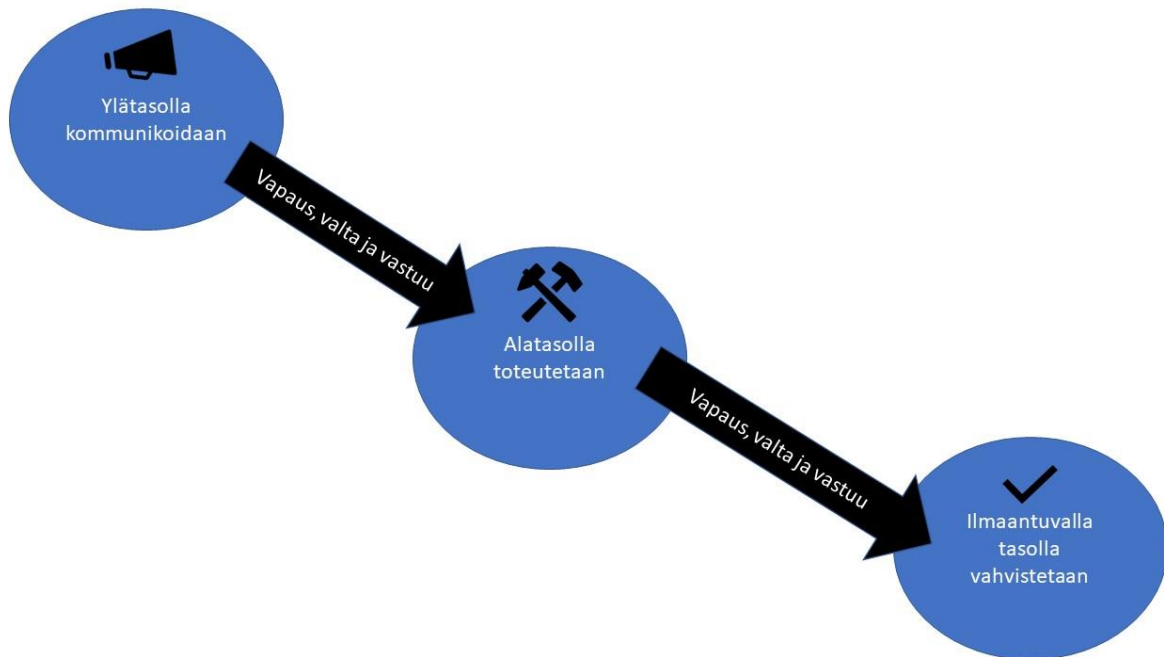 Ylätasolla
kommunikoidaan
Vapaus, valta ja vastuu
Alatasolla
toteutetaan
Vapaus, valta ja vastuu
Ilmaantuvalla
tasolla
vahvistetaan